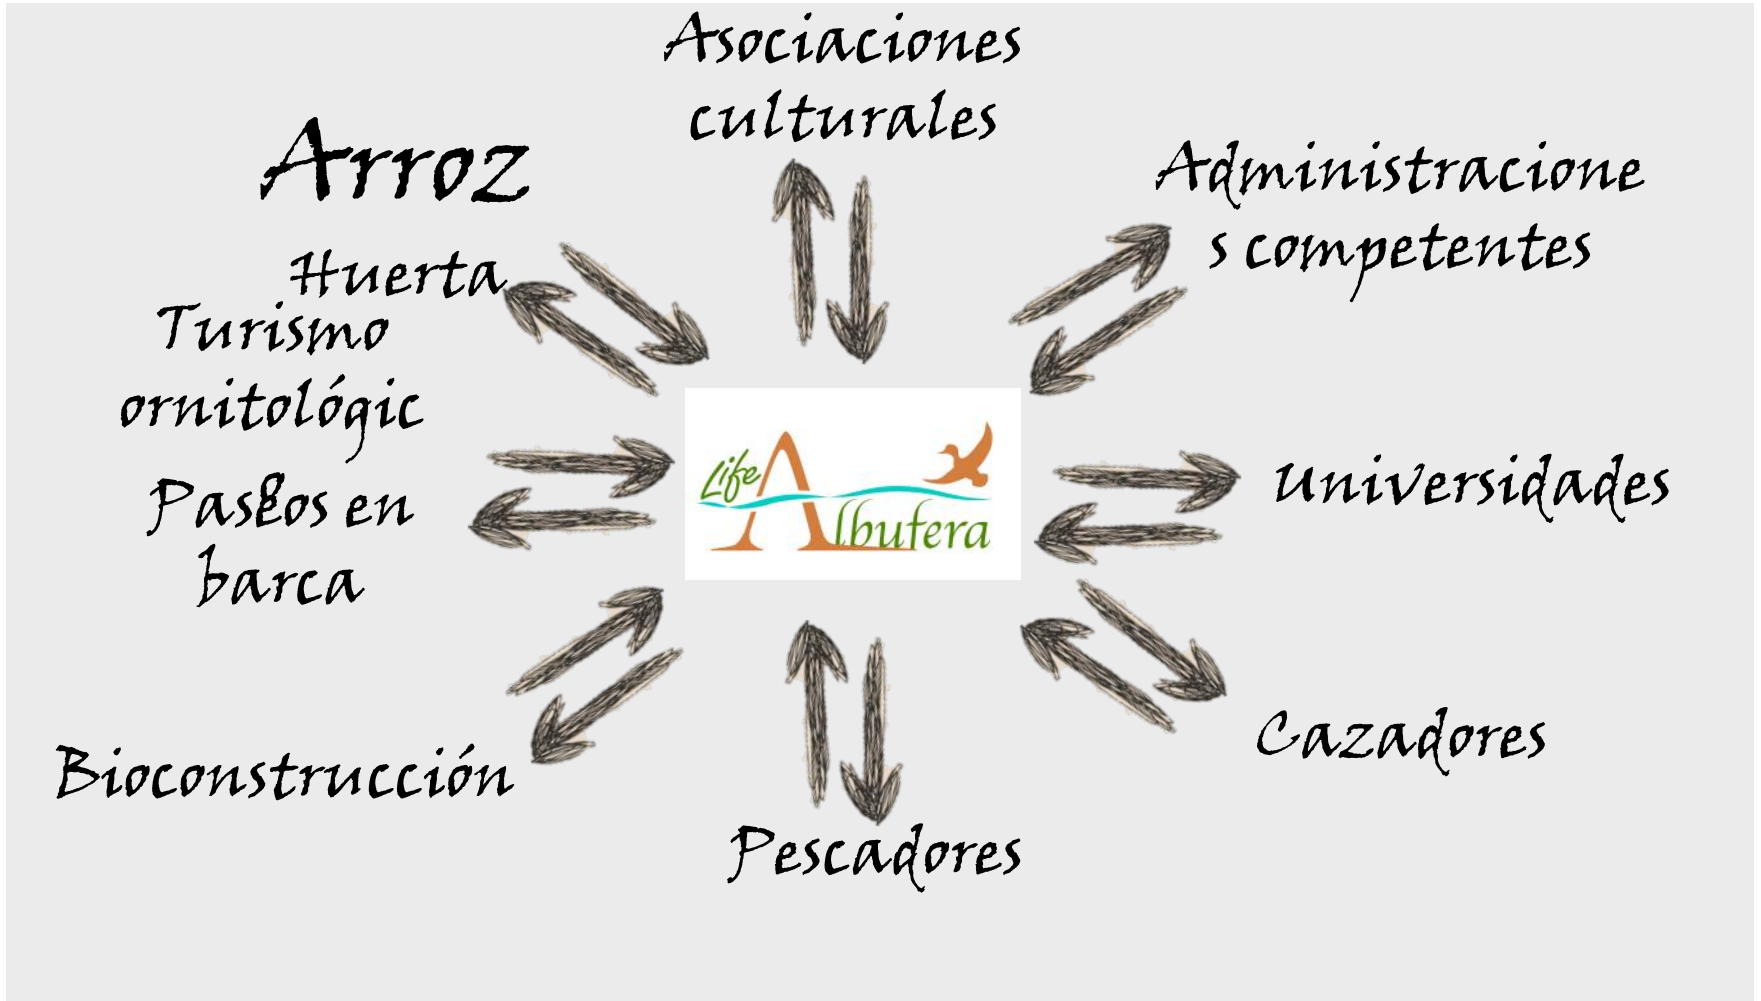 Asociaciones
culturales
Arroz
Administracione
s competentes
Huerta
Turismo
ornitológic
o
Paseos en
barca
Life
Albufera
Universidades
Bioconstrucción
Cazadores
Pescadores